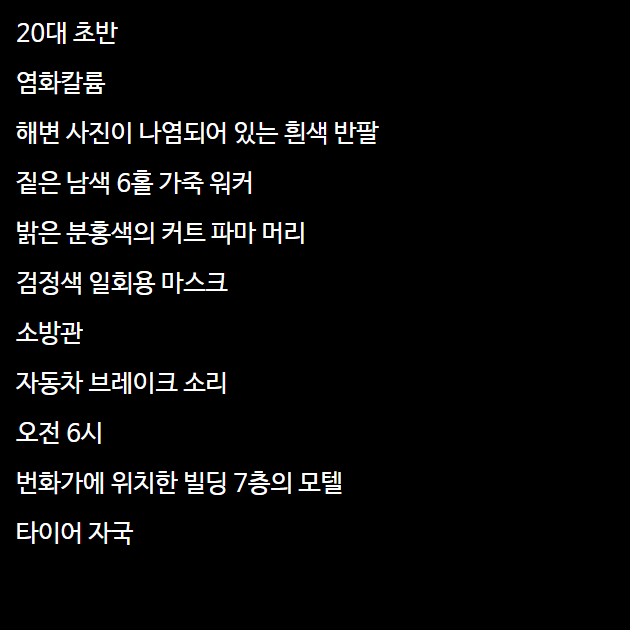 20대 초반
염화칼륨
해변 사진이 나염되어 있는 흰색 반팔
짙은 남색 6홀 가죽 워커
밝은 분홍색의 커트 파마 머리
검정색 일회용 마스크
소방관
자동차 브레이크 소리
오전 6시
번화가에 위치한 빌딩 7층의 모텔
타이어 자국